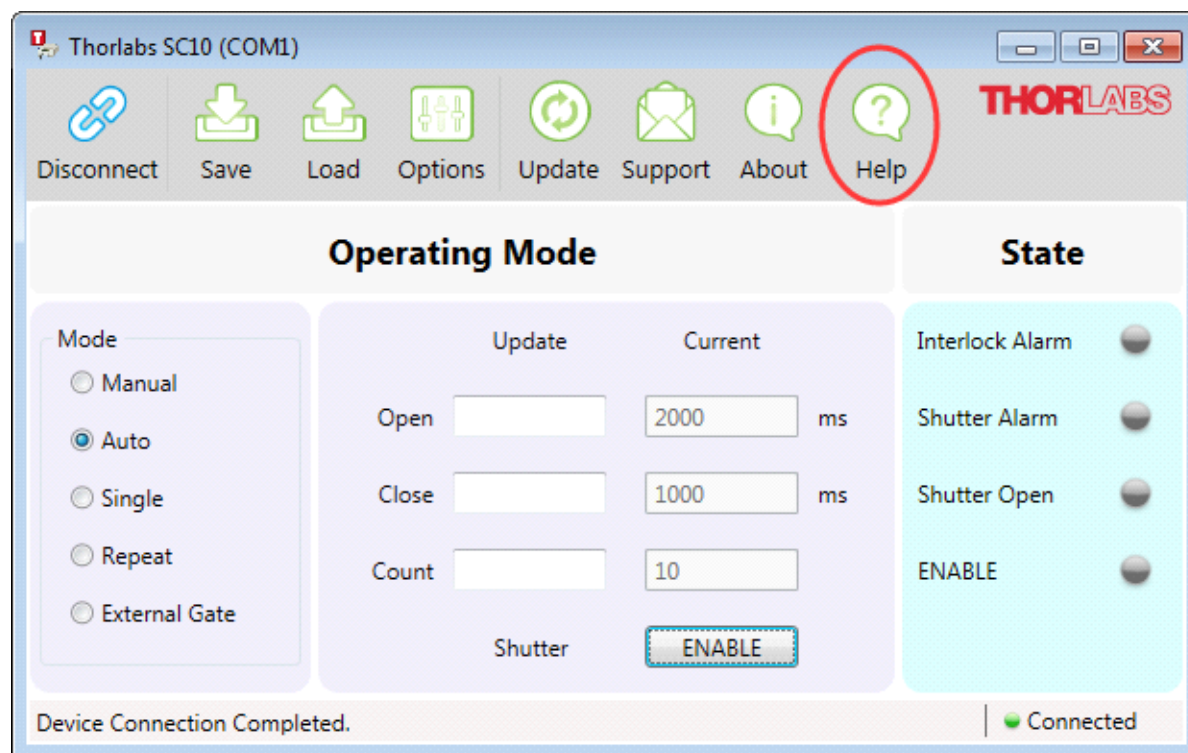 Thorlabs SC10 (COM1)
THORLABS
Disconnect Save Load Options Update Support About Help
Operating Mode
State
Mode
Manual
Auto
Single
Repeat
External Gate
Update Current
Open 2000 ms
Close 1000 ms
Count 10
Shutter ENABLE
Interlock Alarm
Shutter Alarm
Shutter Open
ENABLE
Device Connection Completed.
Connected